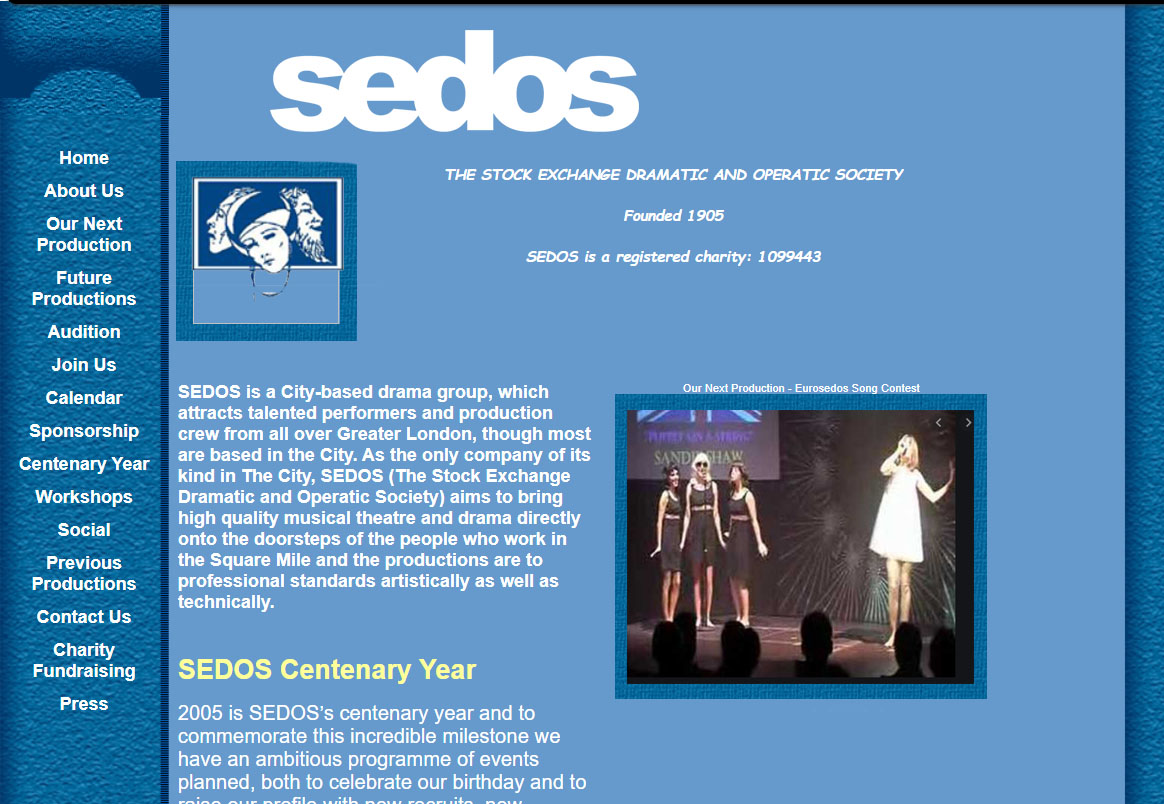 sedos
Home
About Us
Our Next
Production
Future
Productions
Audition
Join Us
Calendar
Sponsorship
Centenary Year
Workshops
Social
Previous
Productions
Contact Us
Charity
Fundraising
Press
THE STOCK EXCHANGE DRAMATIC AND OPERATIC SOCIETY
Founded 1905
SEDOS is a registered charity: 1099443
SEDOS is a City-based drama group, which
attracts talented performers and production
crew from all over Greater London, though most
are based in the City. As the only company of its
kind in The City, SEDOS (The Stock Exchange
Dramatic and Operatic Society) aims to bring
high quality musical theatre and drama directly
onto the doorsteps of the people who work in
the Square Mile and the productions are to
professional standards artistically as well as
technically.
Our Next Production - Eurosedos Song Contest
SANDIE SHAW
SEDOS Centenary Year
2005 is SEDOS's centenary year and to
commemorate this incredible milestone we
have an ambitious programme of events
planned, both to celebrate our birthday and to
raise our profile with new recruits, new